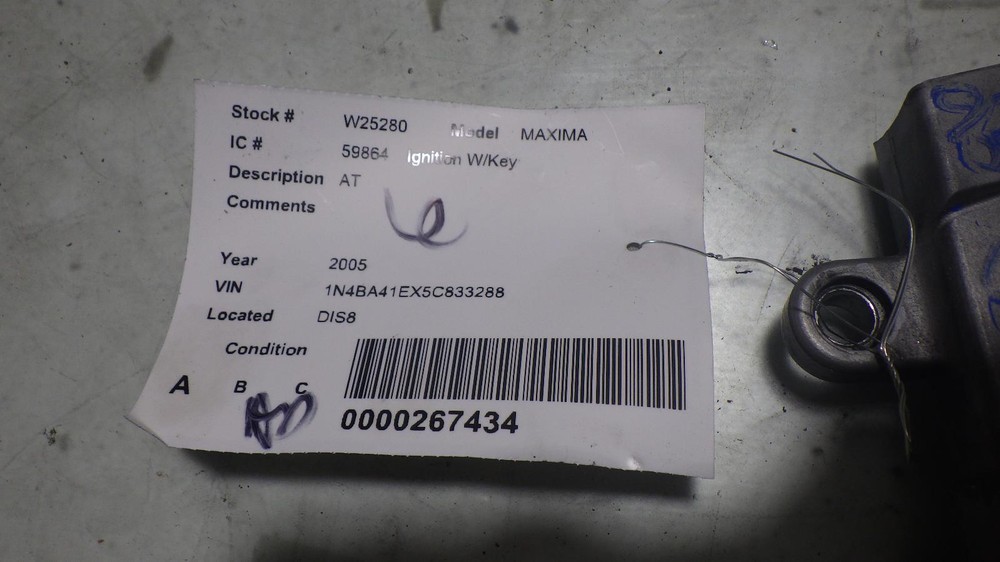 Stock # W25280 Model MAXIMA
IC # 59864 Ignition W/Key
Description AT
Comments
Year 2005
VIN 1N4BA41EX5C833288
Located DIS8
Condition
A B C
0000267434